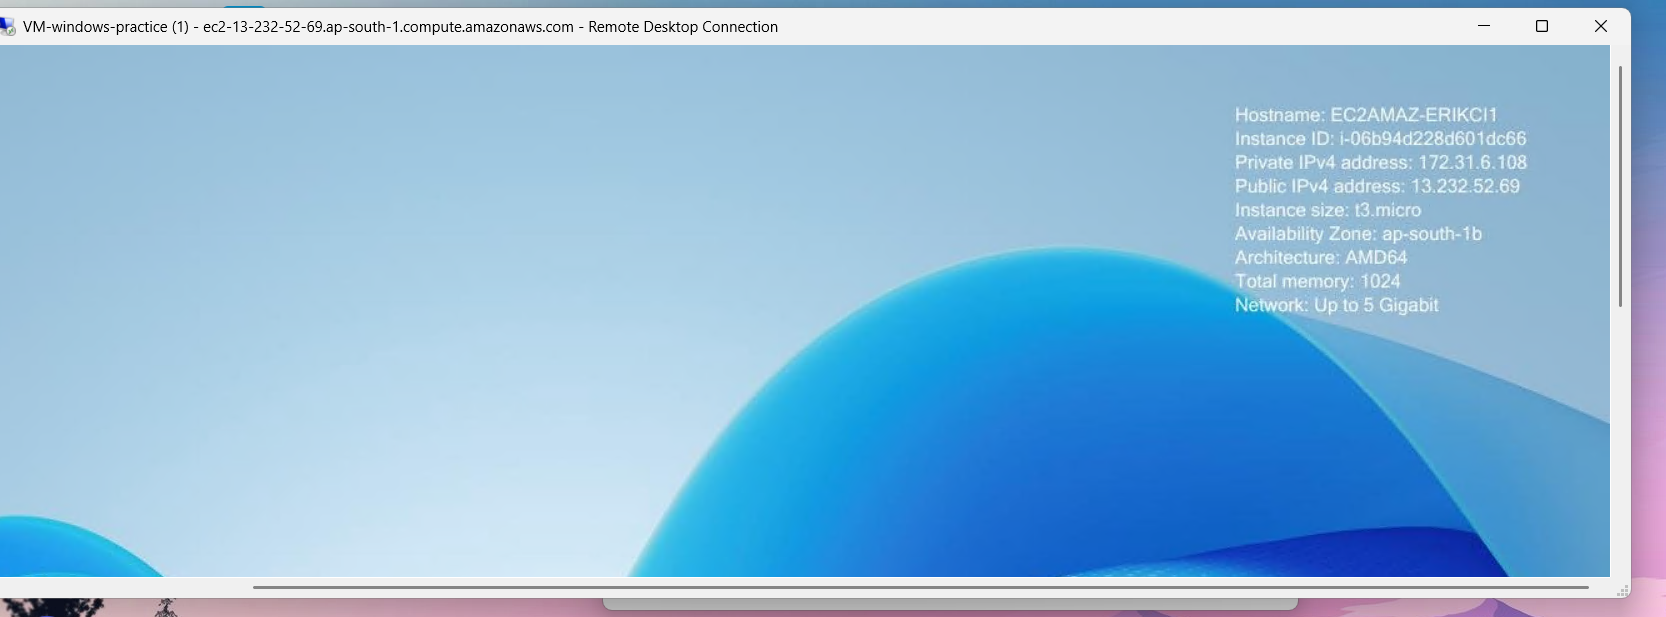 VM-windows-practice (1) - ec2-13-232-52-69.ap-south-1.compute.amazonaws.com - Remote Desktop Connection
Hostname: EC2AMAZ-ERIKCI1
Instance ID: i-06b94d228d601dc66
Private IPv4 address: 172.31.6.108
Public IPv4 address: 13.232.52.69
Instance size: t3.micro
Availability Zone: ap-south-1b
Architecture: AMD64
Total memory: 1024
Network: Up to 5 Gigabit